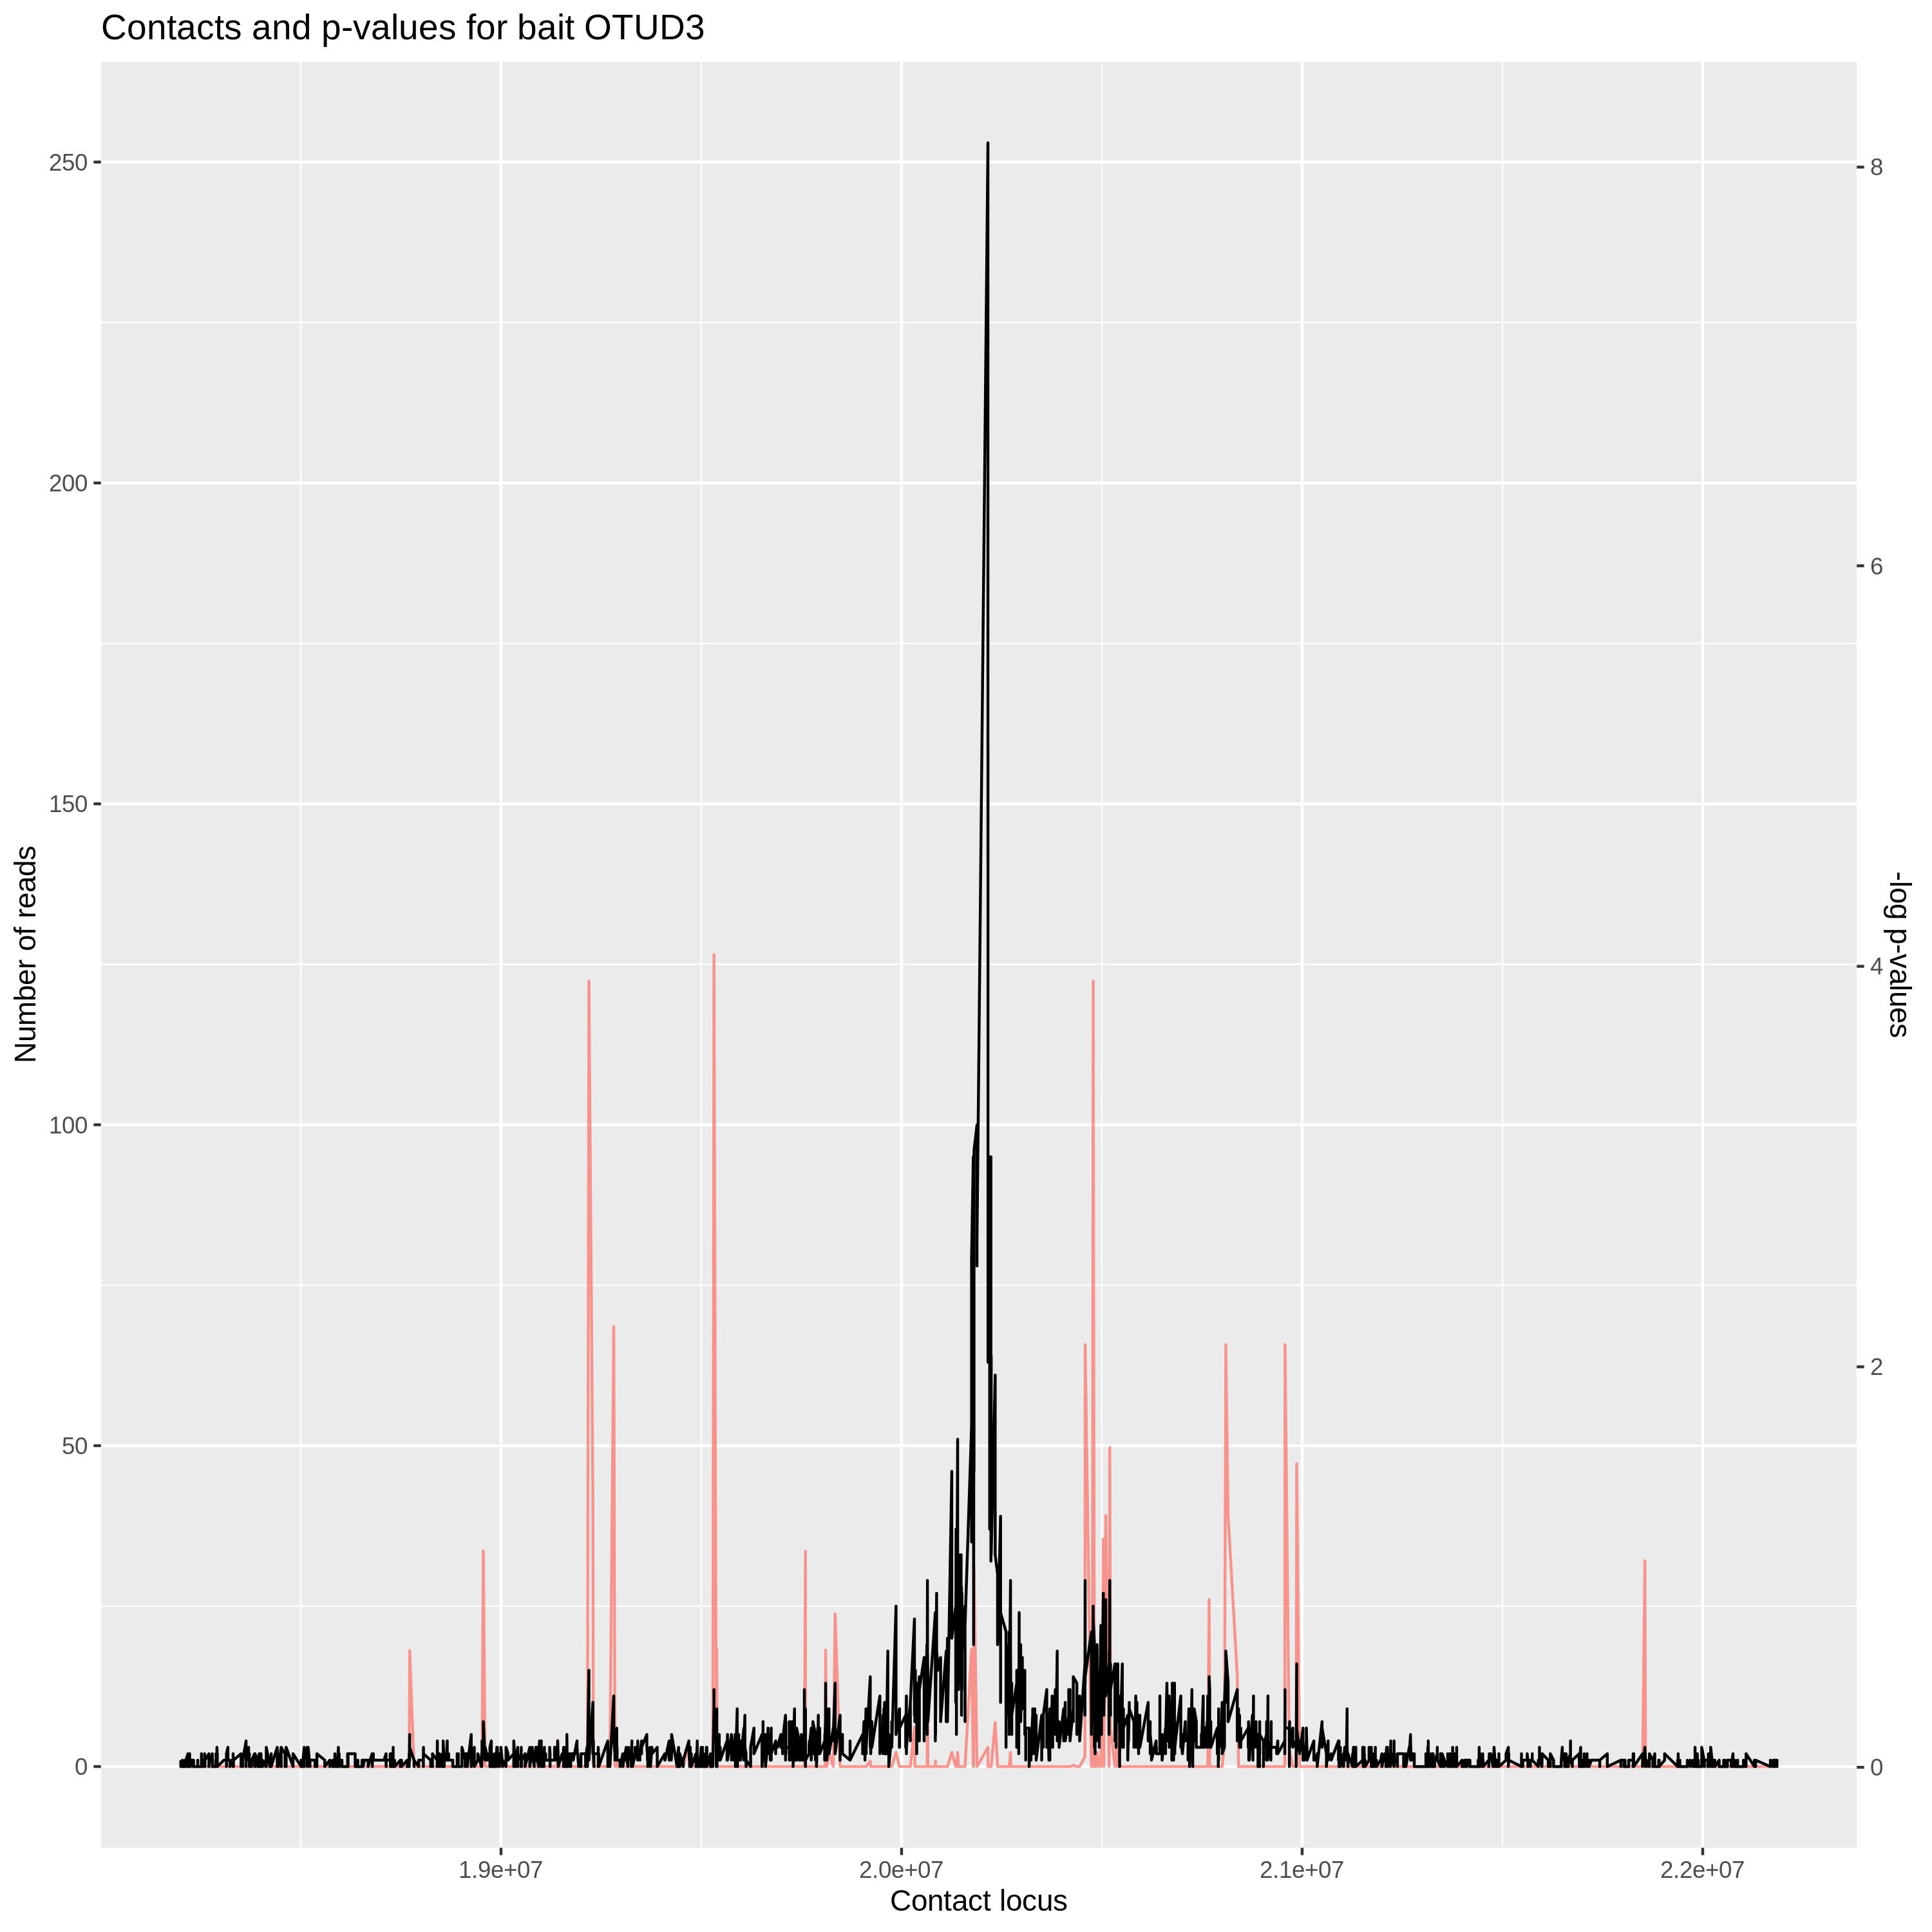 Contacts and p-values for bait OTUD3
250
200
150
100
50
0
Number of reads
8
6
4
2
0
-log p-values
1.9e+07
2.0e+07
2.1e+07
2.2e+07
Contact locus